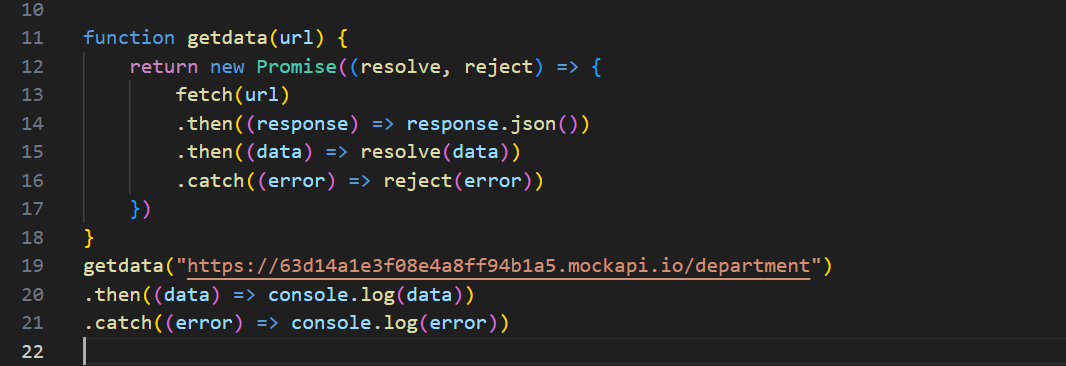 10
11 function getdata(url) {
12     return new Promise((resolve, reject) => {
13         fetch(url)
14         .then((response) => response.json())
15         .then((data) => resolve(data))
16         .catch((error) => reject(error))
17     })
18 }
19 getdata("https://63d14a1e3f08e4a8ff94b1a5.mockapi.io/department")
20 .then((data) => console.log(data))
21 .catch((error) => console.log(error))
22